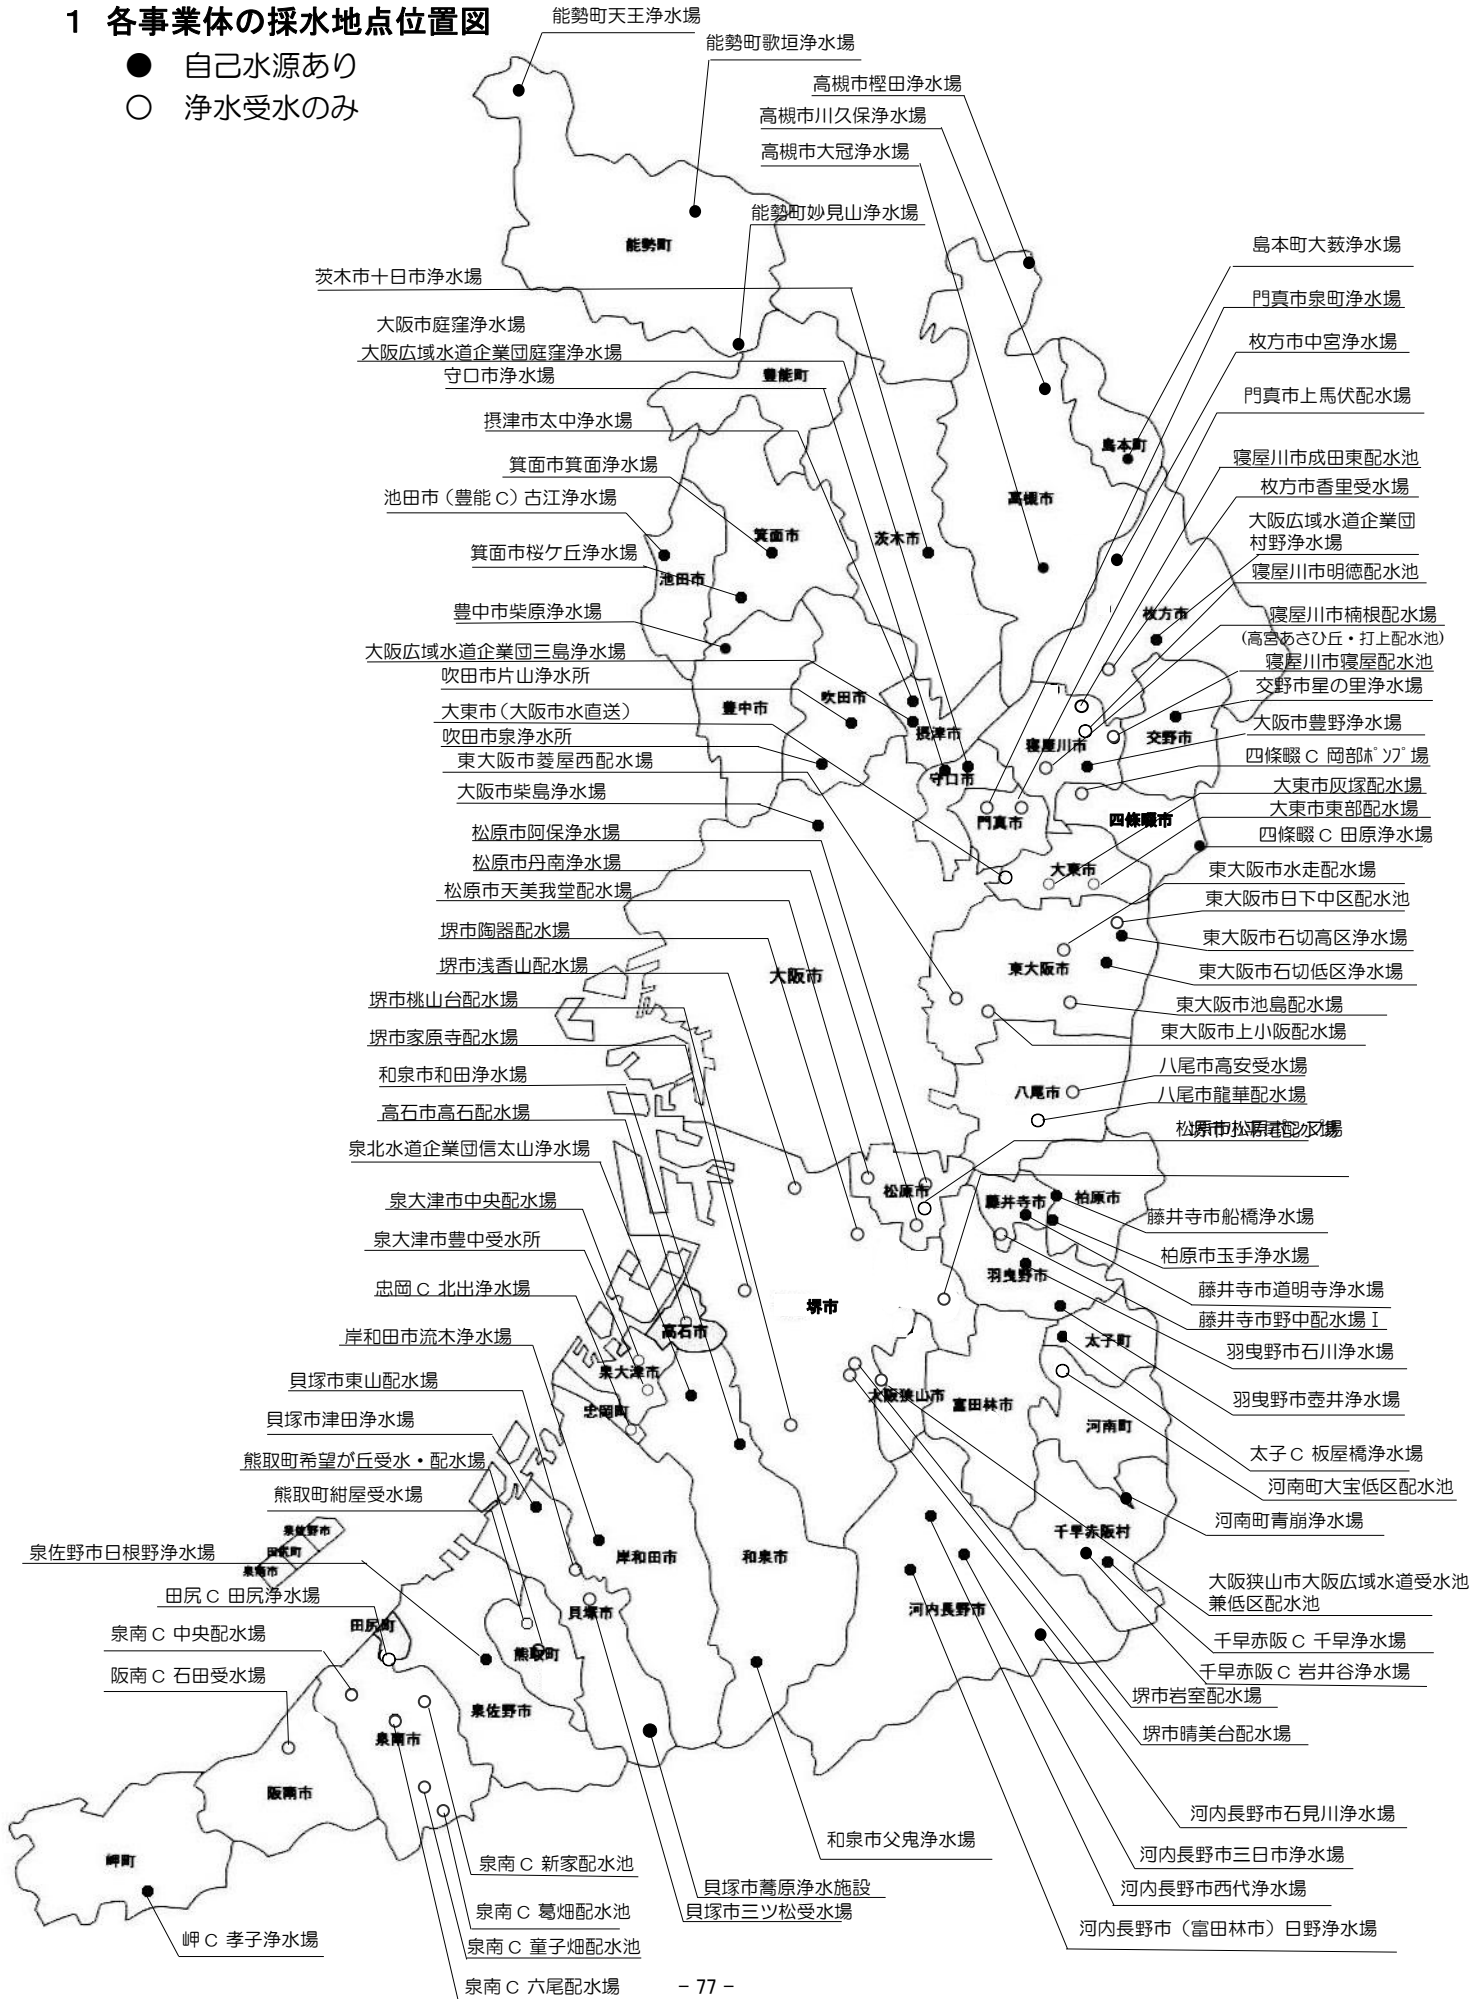 1 各事業体の採水地点位置図
● 自己水源あり
○ 浄水受水のみ
能勢町天王浄水場
能勢町歌垣浄水場
高槻市樫田浄水場
高槻市川久保浄水場
高槻市大冠浄水場
能勢町妙見山浄水場
能勢町
茨木市十日市浄水場
大阪市庭窪浄水場
大阪広域水道企業団庭窪浄水場
守口市浄水場
摂津市太中浄水場
箕面市箕面浄水場
池田市(豊能C)古江浄水場
箕面市桜ケ丘浄水場
豊中市柴原浄水場
大阪広域水道企業団三島浄水場
吹田市片山浄水所
大東市(大阪市水直送)
吹田市泉浄水所
東大阪市菱屋西配水場
大阪市柴島浄水場
松原市阿保浄水場
松原市丹南浄水場
松原市天美我堂配水場
堺市陶器配水場
堺市浅香山配水場
堺市桃山台配水場
堺市家原寺配水場
和泉市和田浄水場
高石市高石配水場
泉北水道企業団信太山浄水場
泉大津市中央配水場
泉大津市豊中受水所
忠岡C 北出浄水場
岸和田市流木浄水場
貝塚市東山配水場
貝塚市津田浄水場
熊取町希望が丘受水・配水場
熊取町紺屋受水場
泉佐野市日根野浄水場
田尻C 田尻浄水場
泉南C 中央配水場
阪南C 石田受水場
島本町大薮浄水場
門真市泉町浄水場
枚方市中宮浄水場
門真市上馬伏配水場
寝屋川市成田東配水池
枚方市香里受水場
大阪広域水道企業団
村野浄水場
寝屋川市明徳配水池
寝屋川市楠根配水場
(高宮あさひ丘・打上配水池)
寝屋川市寝屋配水池
交野市星の里浄水場
大阪市豊野浄水場
四條畷C 岡部ポンプ場
大東市灰塚配水場
大東市東部配水場
四條畷C 田原浄水場
東大阪市水走配水場
東大阪市日下中区配水池
東大阪市石切高区浄水場
東大阪市石切低区浄水場
東大阪市池島配水場
東大阪市上小阪配水場
八尾市高安受水場
八尾市龍華配水場
藤井寺市船橋浄水場
柏原市玉手浄水場
藤井寺市道明寺浄水場
藤井寺市野中配水場Ⅰ
羽曳野市石川浄水場
羽曳野市壺井浄水場
太子C 板屋橋浄水場
河南町大宝低区配水池
河南町青崩浄水場
大阪狭山市大阪広域水道受水池
兼低区配水池
千早赤阪C 千早浄水場
千早赤阪C 岩井谷浄水場
堺市岩室配水場
堺市晴美台配水場
河内長野市石見川浄水場
河内長野市三日市浄水場
河内長野市西代浄水場
河内長野市(富田林市)日野浄水場
豊能町
島本町
高槻市
茨木市
箕面市
池田市
枚方市
豊中市
吹田市
摂津市
寝屋川市
交野市
守口市
門真市
四條畷市
大東市
東大阪市
大阪市
八尾市
松原市
藤井寺市
柏原市
羽曳野市
堺市
高石市
泉大津市
忠岡町
大阪狭山市
富田林市
太子町
河南町
千早赤阪村
河内長野市
和泉市
岸和田市
貝塚市
熊取町
泉佐野市
田尻町
泉南市
田尻町
泉佐野市
泉南市
阪南市
岬町
岬C 孝子浄水場
和泉市父鬼浄水場
貝塚市蕎原浄水施設
貝塚市三ツ松受水場
泉南C 新家配水池
泉南C 葛畑配水池
泉南C 童子畑配水池
泉南C 六尾配水場
- 77 -